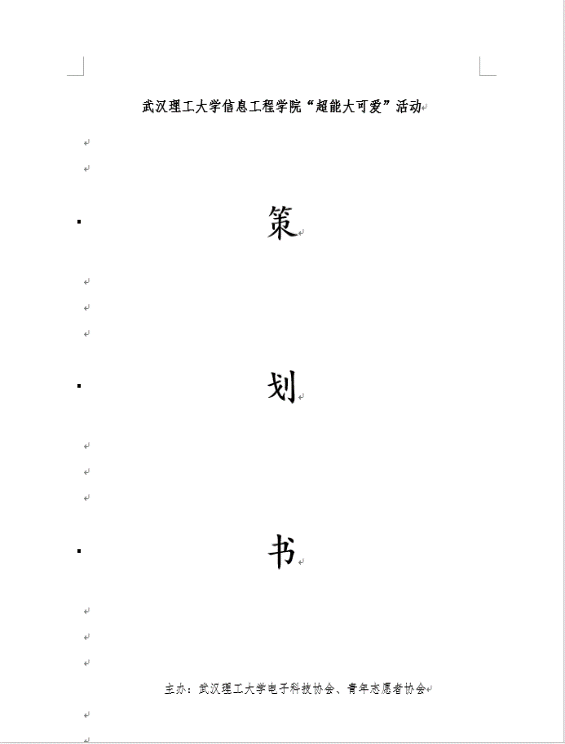 武汉理工大学信息工程学院“超能大可爱”活动
策
划
书
主办：武汉理工大学电子科技协会、青年志愿者协会